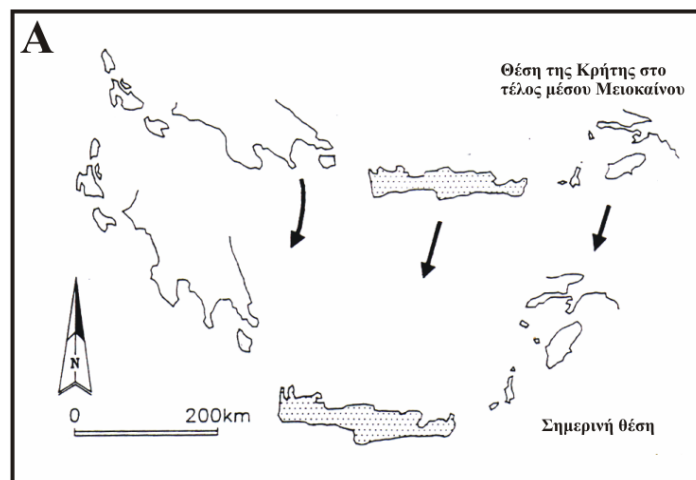 A
Θέση της Κρήτης στο
τέλος μέσου Μειοκαίνου
N
0 200km
Σημερινή θέση